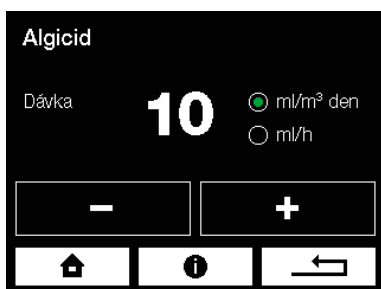 Algicid
Dávka
10
ml/m³ den
ml/h
− +